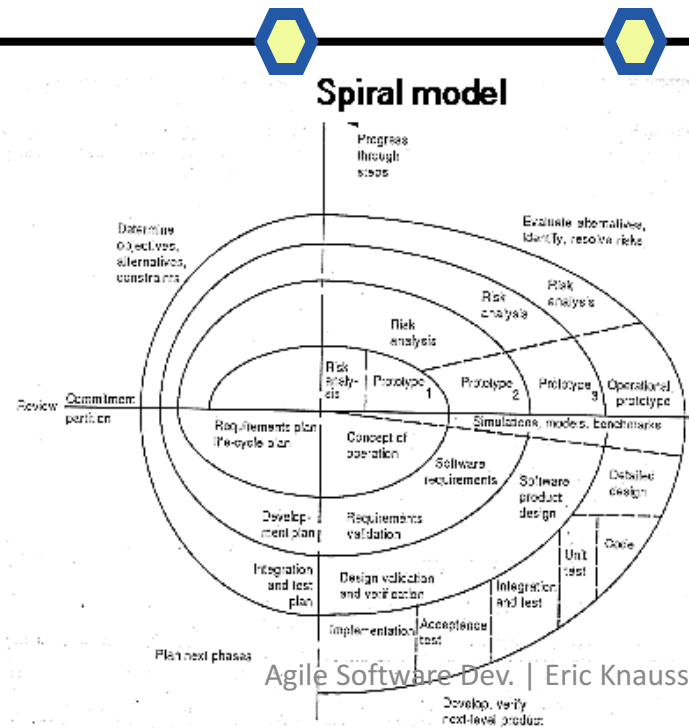 Spiral model
Progress
through
steps
Determine
objectives,
alternatives,
constraints
Evaluate alternatives,
identify, resolve risks
Risk
analysis
Risk
analysis
Risk
analysis
Risk
analy-
sis
Prototype
1
Prototype
2
Prototype
3
Operational
prototype
Review
Commitment
partition
Simulations, models, benchmarks
Requirements plan
life-cycle plan
Concept of
operation
Software
requirements
Software
product
design
Detailed
design
Develop-
ment plan
Requirements
validation
Unit
test
Code
Integration
and test
plan
Design validation
and verification
Integration
and test
Implementation
Acceptance
test
Plan next phases
Agile Software Dev. | Eric Knauss
Develop, verify
next-level product